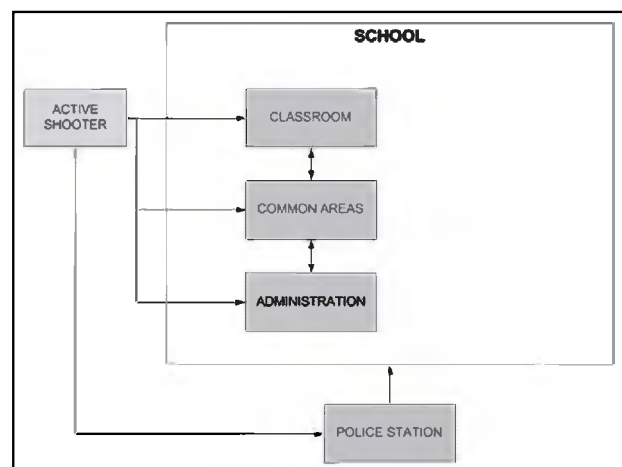 SCHOOL
ACTIVE
SHOOTER
CLASSROOM
COMMON AREAS
ADMINISTRATION
POLICE STATION